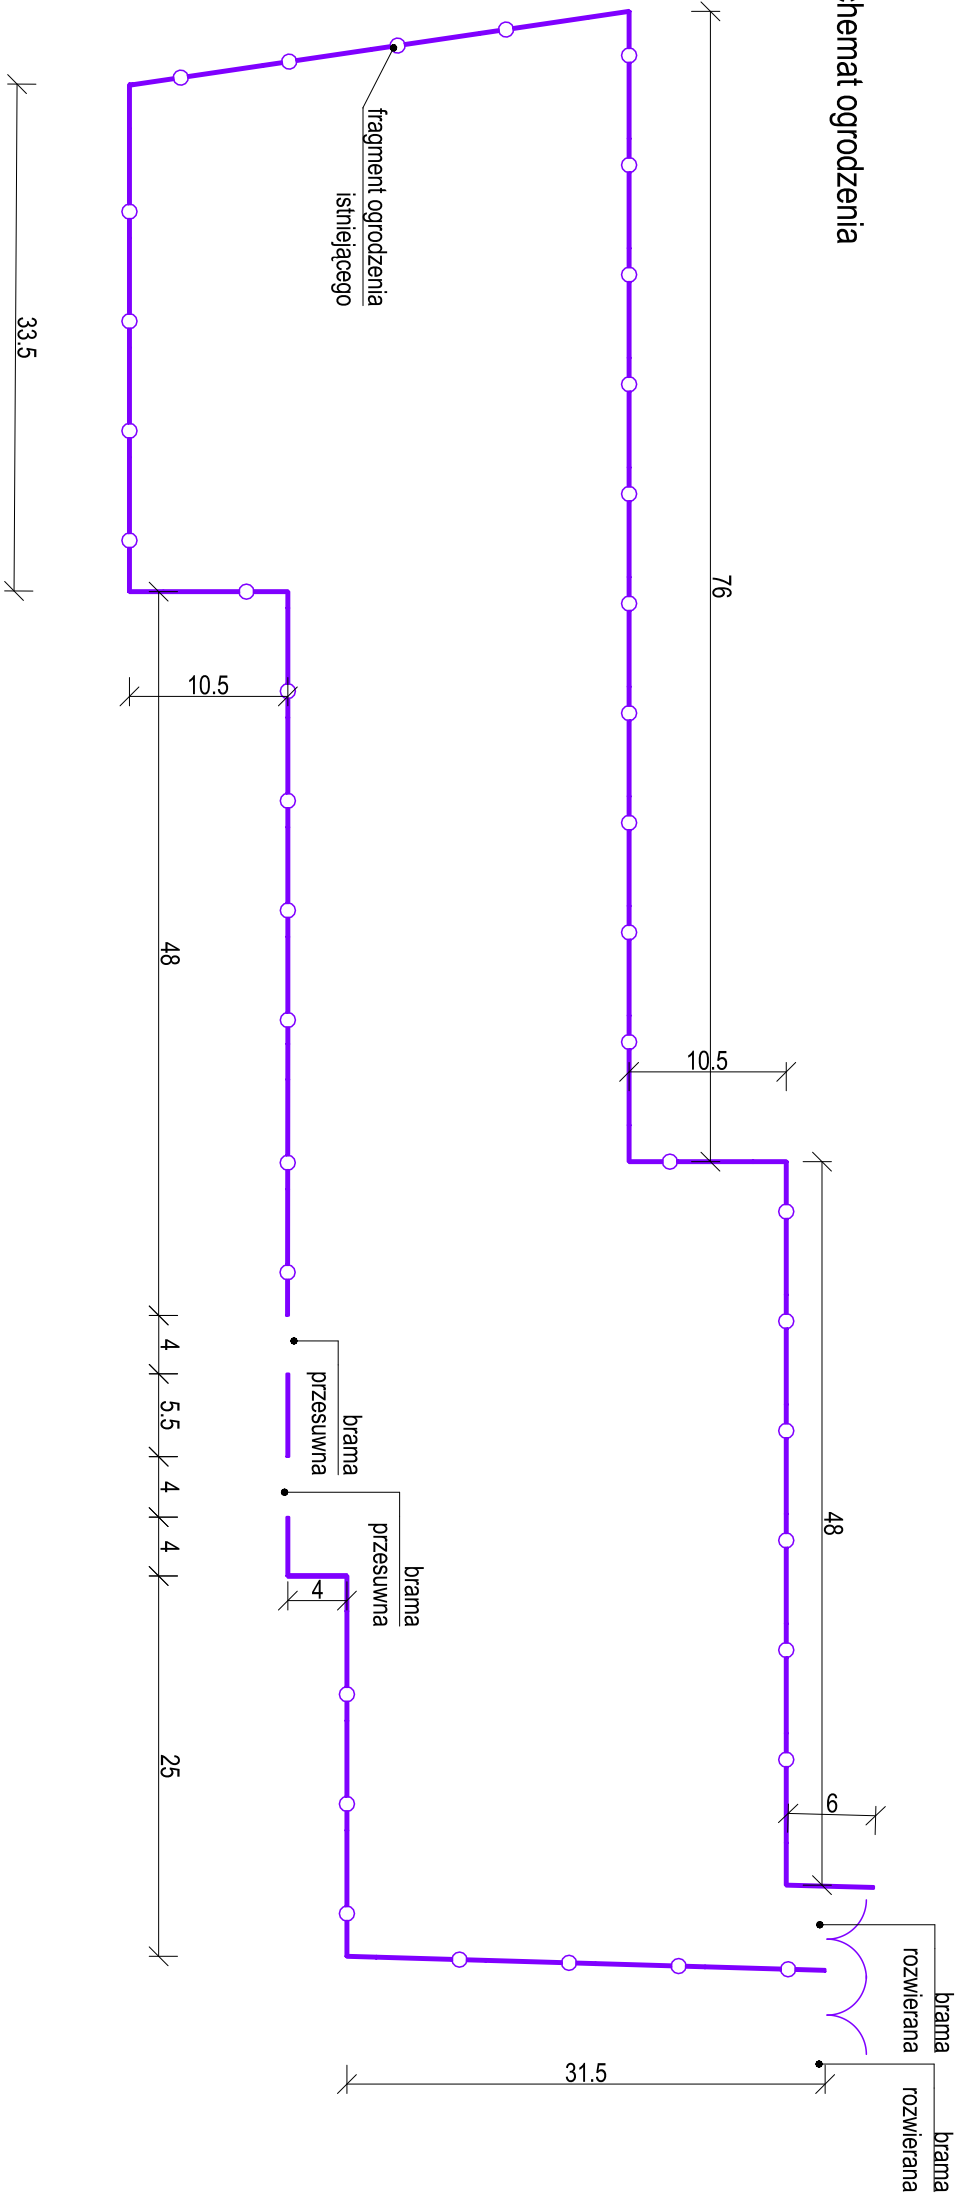 ogrodzenia
fragment ogrodzenia
istniejącego
33.5
76
10.5
48
10.5
48
6
4
brama
przesuwna
5.5
4
brama
przesuwna
4
4
25
brama
rozwierana
31.5
brama
rozwierana